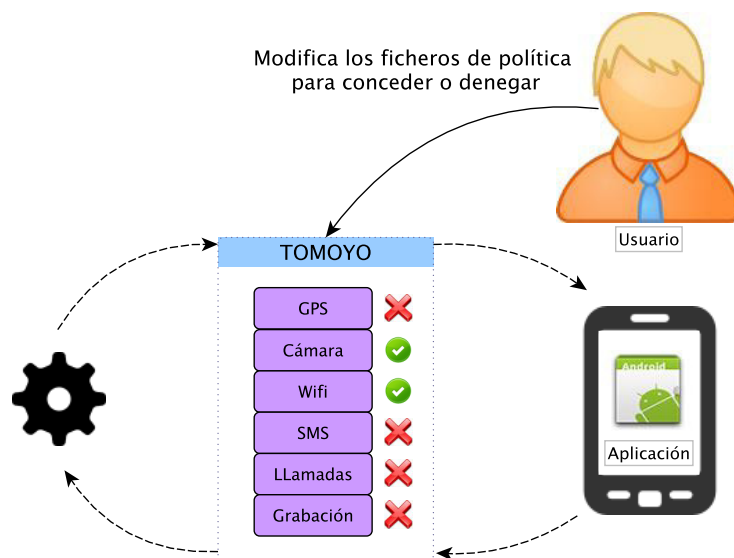 Modifica los ficheros de política
para conceder o denegar
Usuario
TOMOYO
GPS
Cámara
Wifi
SMS
LLamadas
Grabación
Android
Aplicación